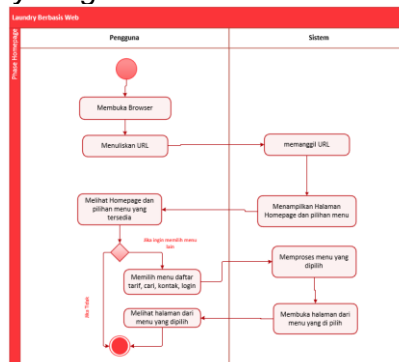 Laundry Berbasis Web
Pengguna
Sistem
Phase Homepage
Membuka Browser
Menuliskan URL
memanggil URL
Melihat Homepage dan
pilihan menu yang
tersedia
Menampilkan Halaman
Homepage dan pilihan menu
Jika ingin memilih menu
lain
Memilih menu daftar
tarif, cari, kontak, login
Memproses menu yang
dipilih
Jika Tidak
Melihat halaman dari
menu yang dipilih
Membuka halaman dari
menu yang di pilih